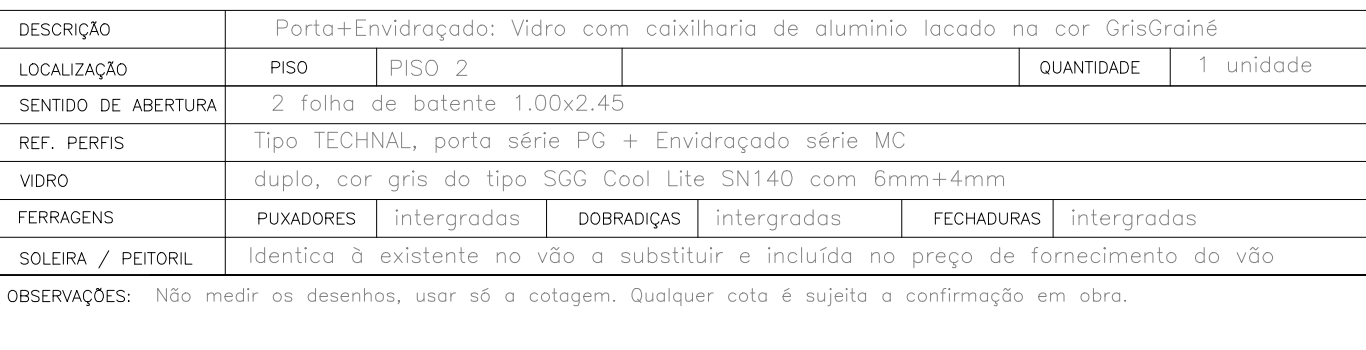 DESCRIÇÃO Porta+Envidraçado: Vidro com caixilharia de aluminio lacado na cor GrisGrainé
LOCALIZAÇÃO PISO PISO 2 QUANTIDADE 1 unidade
SENTIDO DE ABERTURA 2 folha de batente 1.00x2.45
REF. PERFIS Tipo TECHNAL, porta série PG + Envidraçado série MC
VIDRO duplo, cor gris do tipo SGG Cool Lite SN140 com 6mm+4mm
FERRAGENS PUXADORES intergradas DOBRADIÇAS intergradas FECHADURAS intergradas
SOLEIRA / PEITORIL Identica à existente no vão a substituir e incluída no preço de fornecimento do vão
OBSERVAÇÕES: Não medir os desenhos, usar só a cotagem. Qualquer cota é sujeita a confirmação em obra.